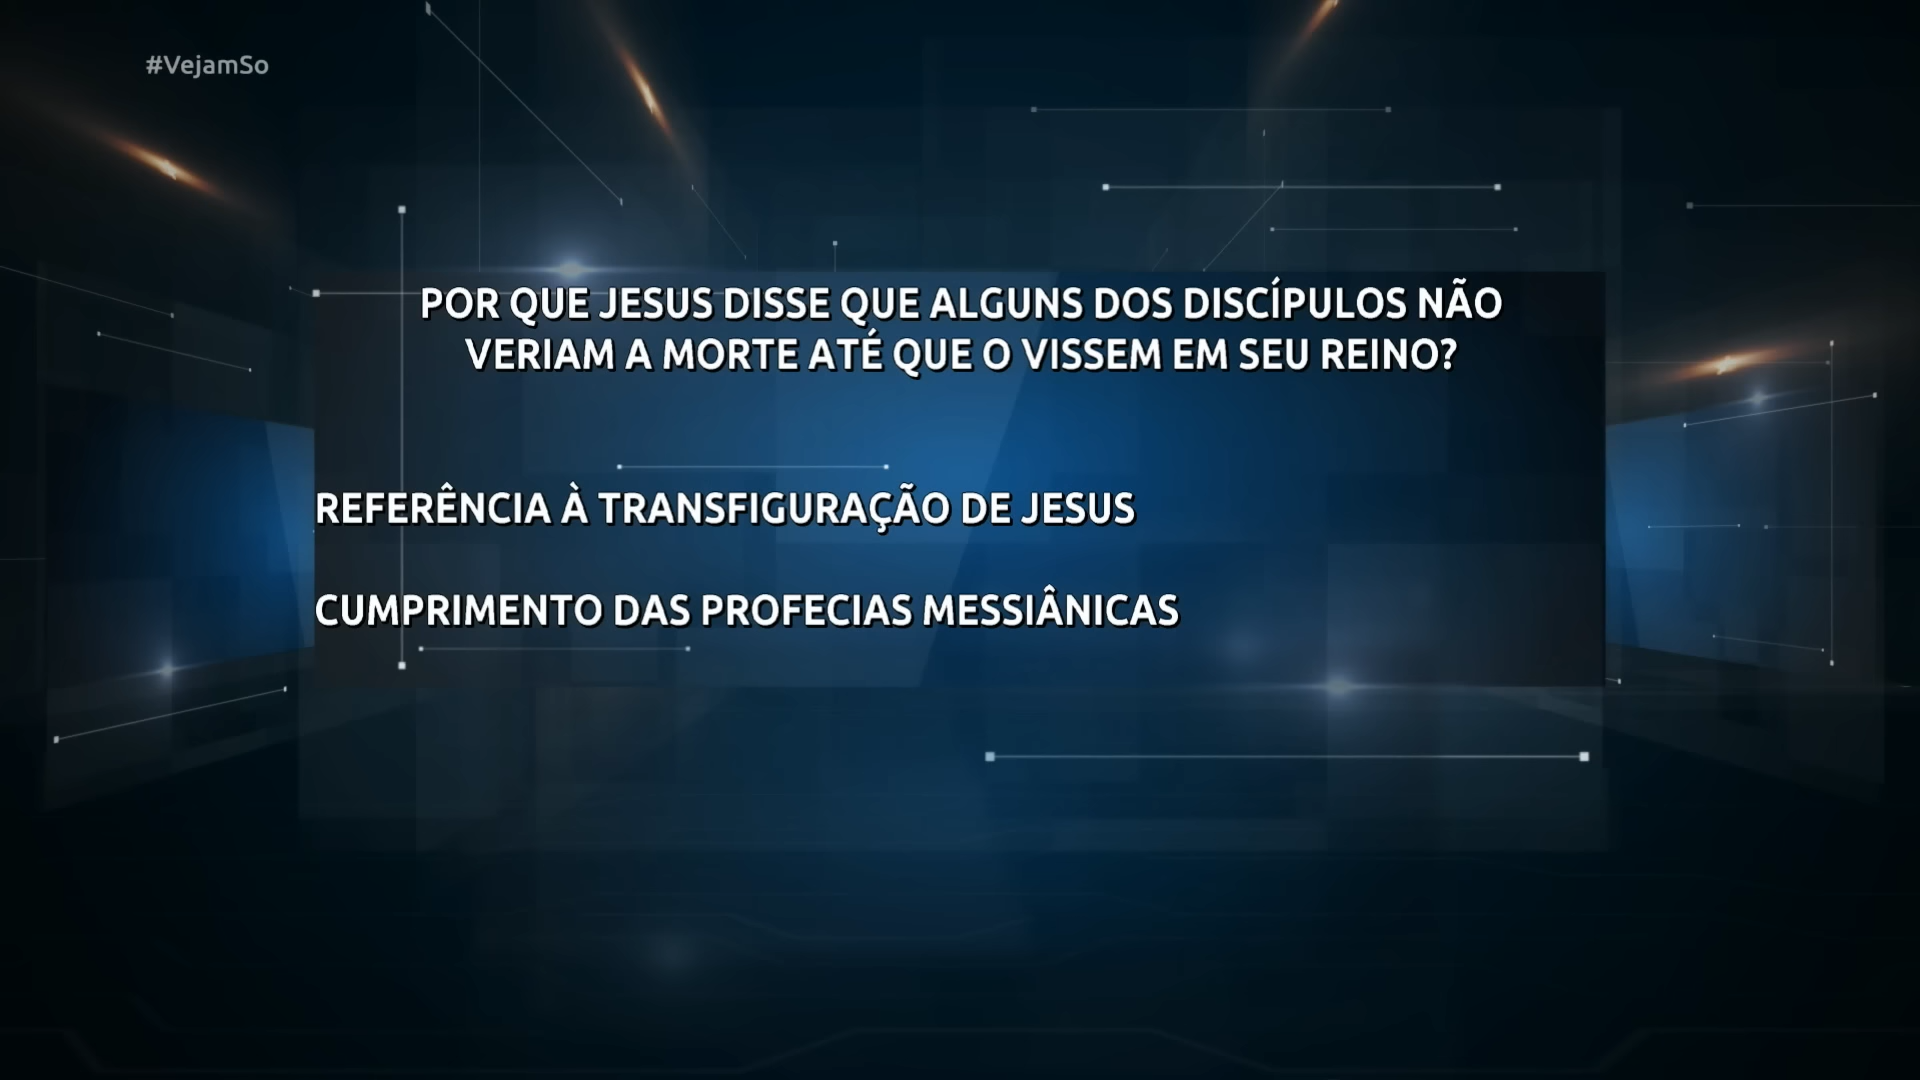 #VejamSo
POR QUE JESUS DISSE QUE ALGUNS DOS DISCÍPULOS NÃO
VERIAM A MORTE ATÉ QUE O VISSEM EM SEU REINO?
REFERÊNCIA À TRANSFIGURAÇÃO DE JESUS
CUMPRIMENTO DAS PROFECIAS MESSIÂNICAS